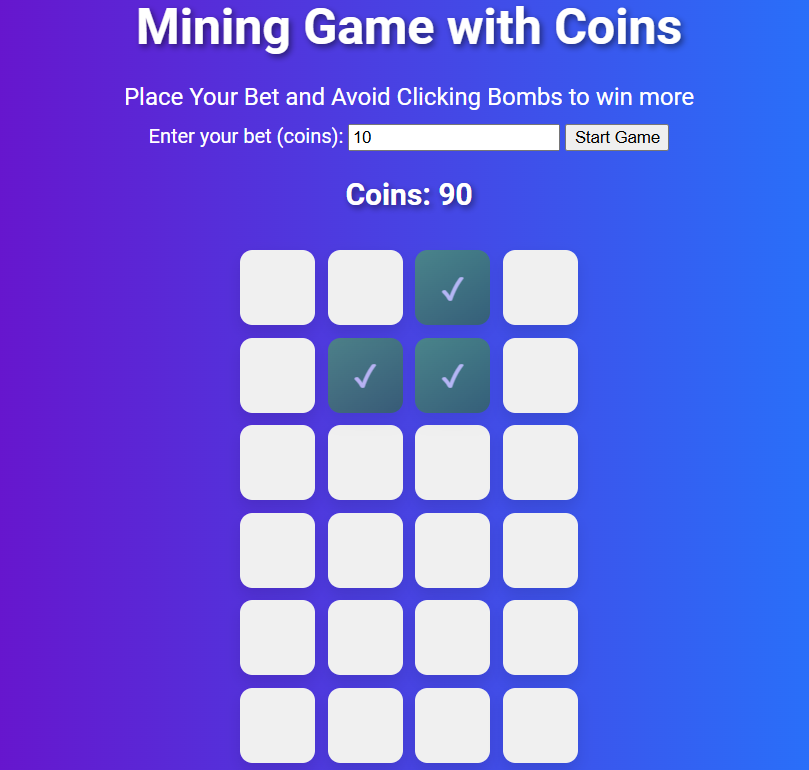 Mining Game with Coins
Place Your Bet and Avoid Clicking Bombs to win more
Enter your bet (coins): 10 Start Game
Coins: 90
✓
✓ ✓